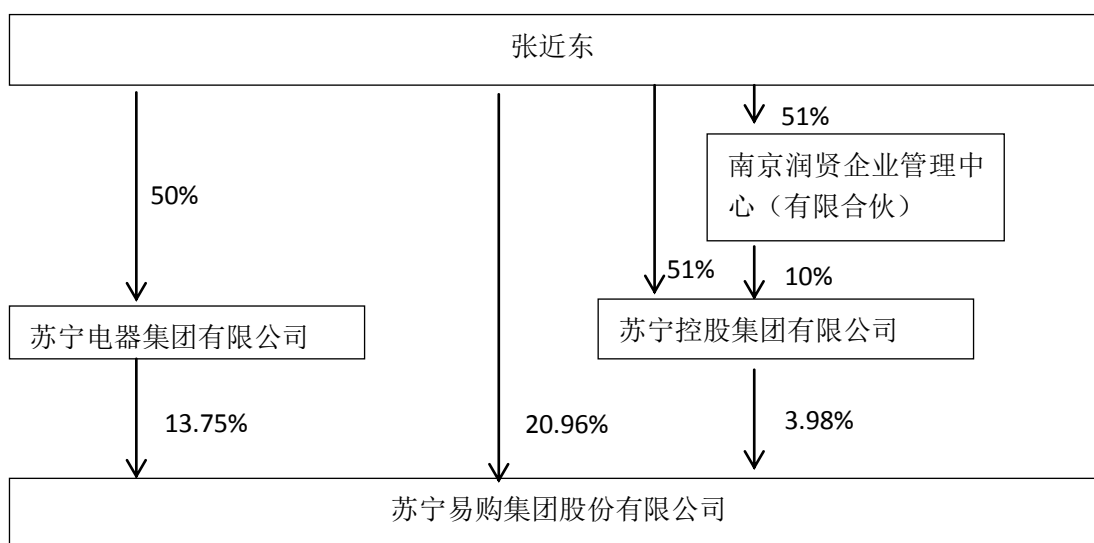 张近东
51%
南京润贤企业管理中
心（有限合伙）
50%
51%
10%
苏宁电器集团有限公司
苏宁控股集团有限公司
13.75%
20.96%
3.98%
苏宁易购集团股份有限公司